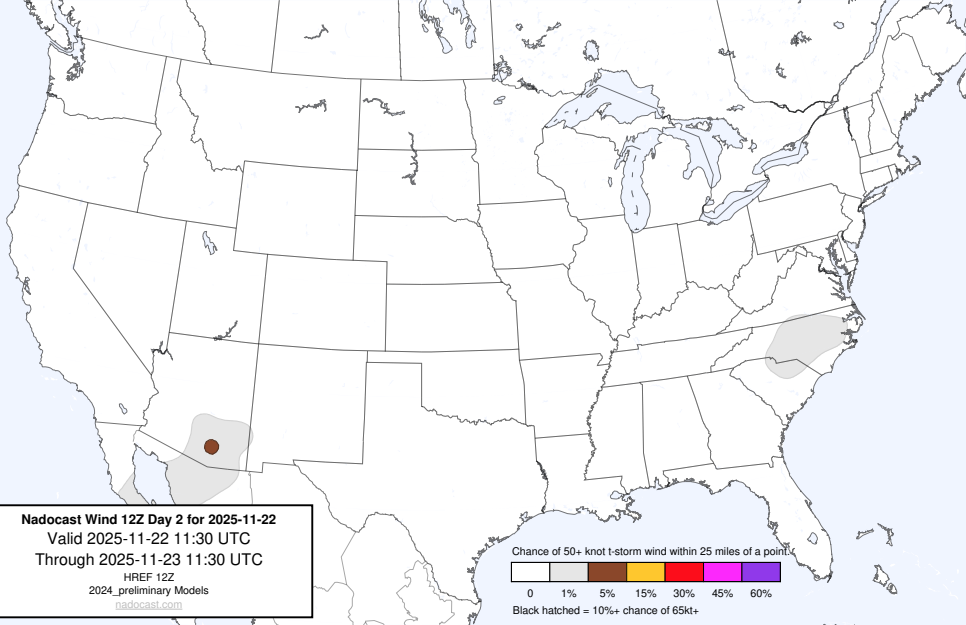 Nadocast Wind 12Z Day 2 for 2025-11-22
Valid 2025-11-22 11:30 UTC
Through 2025-11-23 11:30 UTC
HREF 12Z
2024_preliminary Models
nadocast.com
Chance of 50+ knot t-storm wind within 25 miles of a point.
0 1% 5% 15% 30% 45% 60%
Black hatched = 10%+ chance of 65kt+